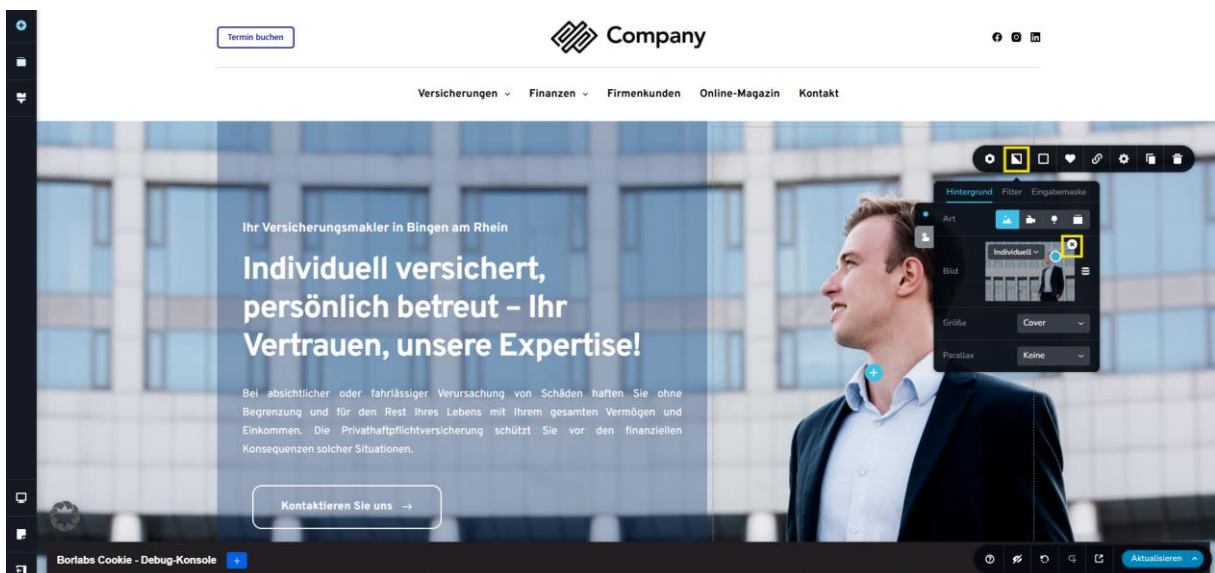 Termin buchen
Company
Versicherungen
Finanzen
Firmenkunden
Online-Magazin
Kontakt
Ihr Versicherungsmakler in Bingen am Rhein
Individuell versichert,
persönlich betreut – Ihr
Vertrauen, unsere Expertise!
Bei absichtlicher oder fahrlässiger Verursachung von Schäden haften Sie ohne
Begrenzung und für den Rest Ihres Lebens mit Ihrem gesamten Vermögen und
Einkommen. Die Privathaftpflichtversicherung schützt Sie vor den finanziellen
Konsequenzen solcher Situationen.
Kontaktieren Sie uns →
Hintergrund Filter Eingabemaske
Art
Individuell
Bild
Größe Cover
Parallax Keine
Borlabs Cookie - Debug-Konsole +
Aktualisieren